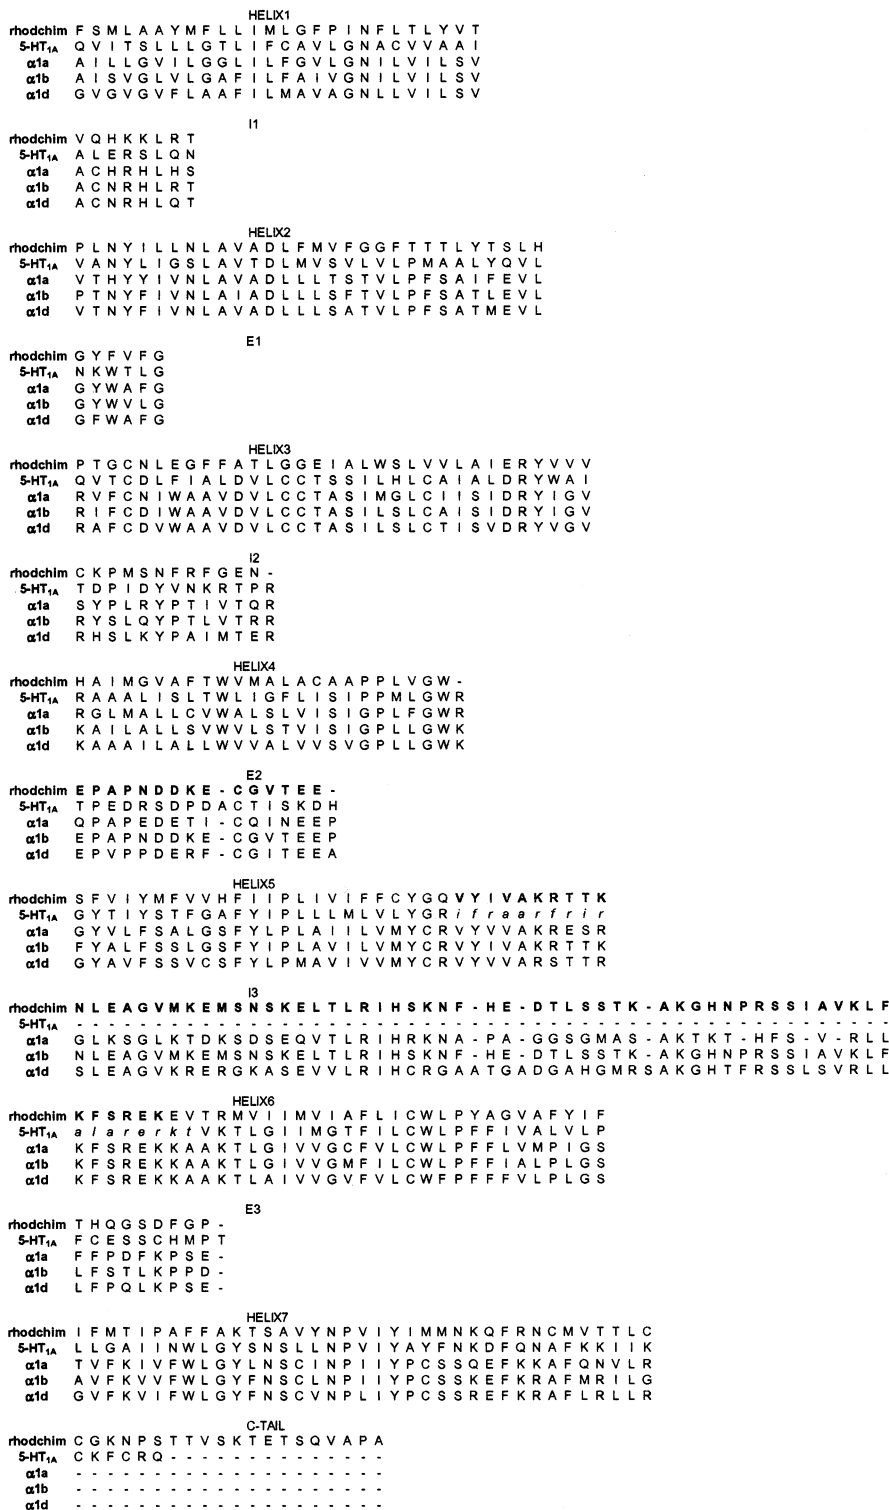 HELIX1
rhodchim F S M L A A Y M F L L I M L G F P I N F L T L Y V T
5-HT1A Q V I T S L L L G T L I F C A V L G N A C V V A A I
α1a A I L L G V I L G G L I L F G V L G N I L V I L S V
α1b A I S V G L V L G A F I L F A I V G N I L V I L S V
α1d G V G V G V F L A A F I L M A V A G N L L V I L S V
I1
rhodchim V Q H K K L R T
5-HT1A A L E R S L Q N
α1a A C H R H L H S
α1b A C N R H L R T
α1d A C N R H L Q T
HELIX2
rhodchim P L N Y I L L N L A V A D L F M V F G G F T T T L Y T S L H
5-HT1A V A N Y L I G S L A V T D L M V S V L V L P M A A L Y Q V L
α1a V T H Y Y I V N L A V A D L L L T S T V L P F S A I F E V L
α1b P T N Y F I V N L A I A D L L L S F T V L P F S A T L E V L
α1d V T N Y F I V N L A V A D L L L S A T V L P F S A T M E V L
E1
rhodchim G Y F V F G
5-HT1A N K W T L G
α1a G Y W A F G
α1b G Y W V L G
α1d G F W A F G
HELIX3
rhodchim P T G C N L E G F F A T L G G E I A L W S L V V L A I E R Y V V V
5-HT1A Q V T C D L F I A L D V L C C T S S I L H L C A I A L D R Y W A I
α1a R V F C N I W A A V D V L C C T A S I M G L C I I S I D R Y I G V
α1b R I F C D I W A A V D V L C C T A S I L S L C A I S I D R Y I G V
α1d R A F C D V W A A V D V L C C T A S I L S L C T I S V D R Y V G V
I2
rhodchim C K P M S N F R F G E N -
5-HT1A T D P I D Y V N K R T P R
α1a S Y P L R Y P T I V T Q R
α1b R Y S L Q Y P T L V T R R
α1d R H S L K Y P A I M T E R
HELIX4
rhodchim H A I M G V A F T W V M A L A C A A P P L V G W -
5-HT1A R A A A L I S L T W L I G F L I S I P P M L G W R
α1a R G L M A L L C V W A L S L V I S I G P L F G W R
α1b K A I L A L L S V W V L S T V I S I G P L L G W K
α1d K A A A I L A L L W V V A L V V S V G P L L G W K
E2
rhodchim E P A P N D D K E - C G V T E E -
5-HT1A T P E D R S D P D A C T I S K D H
α1a Q P A P E D E T I - C Q I N E E P
α1b E P A P N D D K E - C G V T E E P
α1d E P V P P D E R F - C G I T E E A
HELIX5
rhodchim S F V I Y M F V V H F I I P L I V I F F C Y G Q V Y I V A K R T T K
5-HT1A G Y T I Y S T F G A F Y I P L L L M L V L Y G R i f r a a r f r i r
α1a G Y V L F S A L G S F Y L P L A I I L V M Y C R V Y V V A K R E S R
α1b F Y A L F S S L G S F Y I P L A V I L V M Y C R V Y I V A K R T T K
α1d G Y A V F S S V C S F Y L P M A V I V V M Y C R V Y V V A R S T T R
I3
rhodchim N L E A G V M K E M S N S K E L T L R I H S K N F - H E - D T L S S T K - A K G H N P R S S I A V K L F
5-HT1A - - - - - - - - - - - - - - - - - - - - - - - - - - - - - - - - - - - - - - - - - - - - - - - - - - - -
α1a G L K S G L K T D K S D S E Q V T L R I H R K N A - P A - G G S G M A S - A K T K T - H F S - V - R L L
α1b N L E A G V M K E M S N S K E L T L R I H S K N F - H E - D T L S S T K - A K G H N P R S S I A V K L F
α1d S L E A G V K R E R G K A S E V V L R I H C R G A A T G A D G A H G M R S A K G H T F R S S L S V R L L
HELIX6
rhodchim K F S R E K E V T R M V I I M V I A F L I C W L P Y A G V A F Y I F
5-HT1A a l a r e r k t V K T L G I I M G T F I L C W L P F F I V A L V L P
α1a K F S R E K K A A K T L G I V V G C F V L C W L P F F L V M P I G S
α1b K F S R E K K A A K T L G I V V G M F I L C W L P F F I A L P L G S
α1d K F S R E K K A A K T L A I V V G V F V L C W F P F F F V L P L G S
E3
rhodchim T H Q G S D F G P -
5-HT1A F C E S S C H M P T
α1a F F P D F K P S E -
α1b L F S T L K P P D -
α1d L F P Q L K P S E -
HELIX7
rhodchim I F M T I P A F F A K T S A V Y N P V I Y I M M N K Q F R N C M V T T L C
5-HT1A L L G A I I N W L G Y S N S L L N P V I Y A Y F N K D F Q N A F K K I I K
α1a T V F K I V F W L G Y L N S C I N P I I Y P C S S Q E F K K A F Q N V L R
α1b A V F K V V F W L G Y F N S C L N P I I Y P C S S K E F K R A F M R I L G
α1d G V F K V I F W L G Y F N S C V N P L I Y P C S S R E F K R A F L R L L R
C-TAIL
rhodchim C G K N P S T T V S K T E T S Q V A P A
5-HT1A C K F C R Q - - - - - - - - - - - - - -
α1a - - - - - - - - - - - - - - - - - - - -
α1b - - - - - - - - - - - - - - - - - - - -
α1d - - - - - - - - - - - - - - - - - - - -